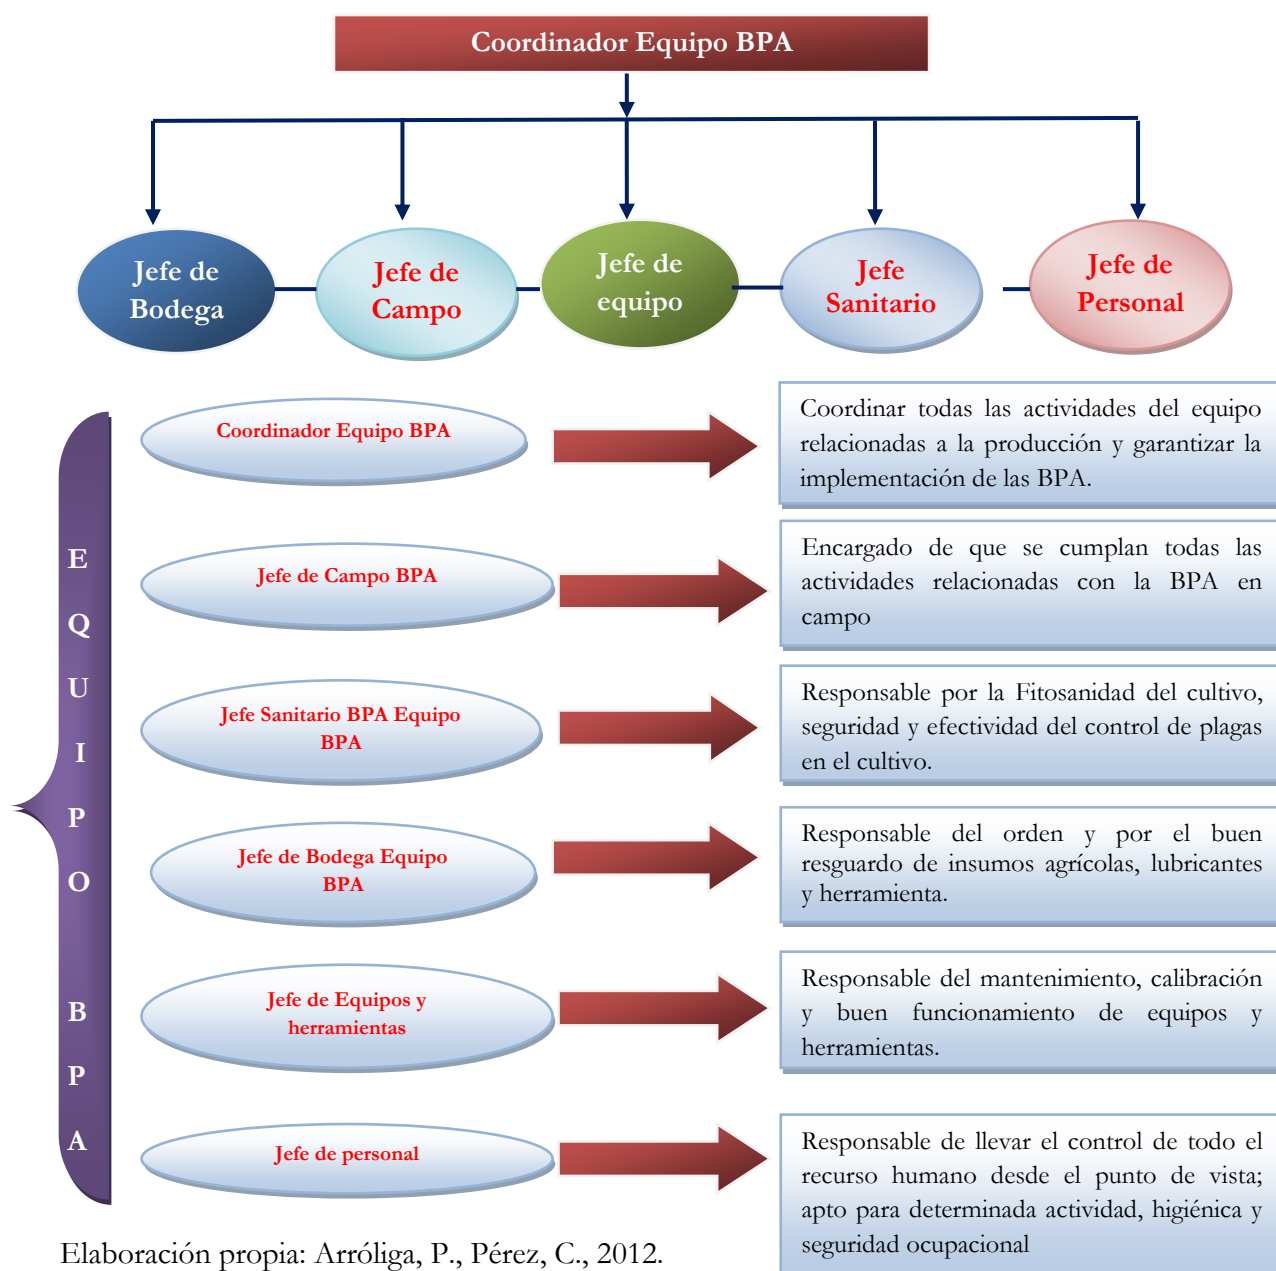 Coordinador Equipo BPA
Jefe de
Bodega
Jefe de
Campo
Jefe de
equipo
Jefe
Sanitario
Jefe de
Personal
E
Q
U
I
P
O
B
P
A
Coordinador Equipo BPA
Coordinar todas las actividades del equipo
relacionadas a la producción y garantizar la
implementación de las BPA.
Jefe de Campo BPA
Encargado de que se cumplan todas las
actividades relacionadas con la BPA en
campo
Jefe Sanitario BPA Equipo
BPA
Responsable por la Fitosanidad del cultivo,
seguridad y efectividad del control de plagas
en el cultivo.
Jefe de Bodega Equipo
BPA
Responsable del orden y por el buen
resguardo de insumos agrícolas, lubricantes
y herramienta.
Jefe de Equipos y
herramientas
Responsable del mantenimiento, calibración
y buen funcionamiento de equipos y
herramientas.
Jefe de personal
Responsable de llevar el control de todo el
recurso humano desde el punto de vista;
apto para determinada actividad, higiénica y
seguridad ocupacional
Elaboración propia: Arróliga, P., Pérez, C., 2012.